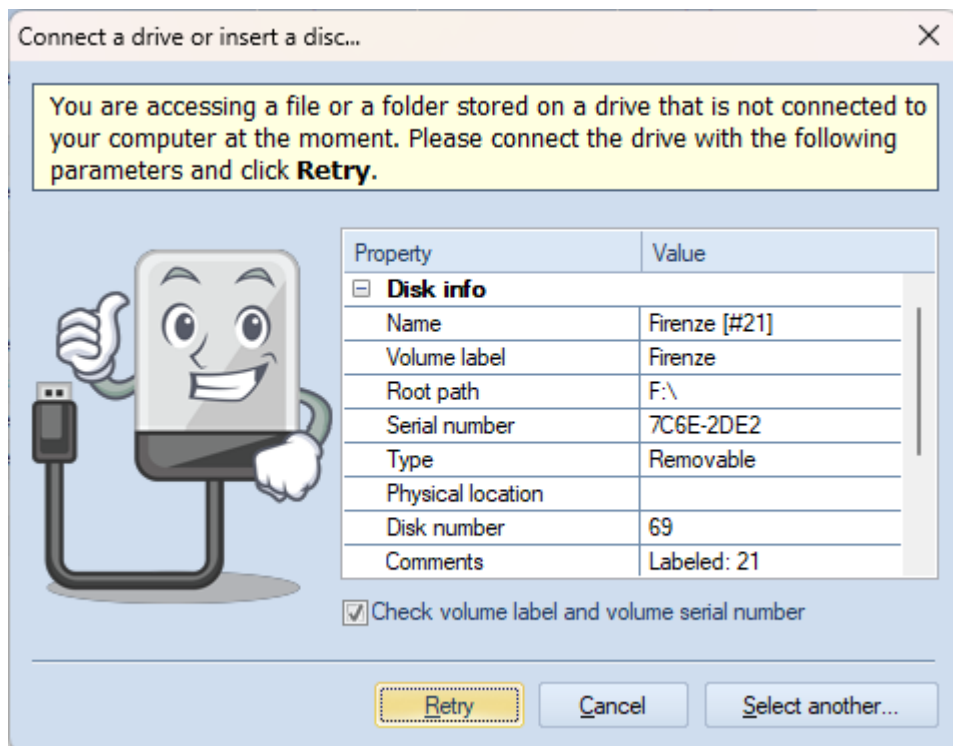 Connect a drive or insert a disc...
You are accessing a file or a folder stored on a drive that is not connected to
your computer at the moment. Please connect the drive with the following
parameters and click Retry.
Property Value
Disk info
Name Firenze [#21]
Volume label Firenze
Root path F:\
Serial number 7C6E-2DE2
Type Removable
Physical location
Disk number 69
Comments Labeled: 21
Check volume label and volume serial number
Retry Cancel Select another...